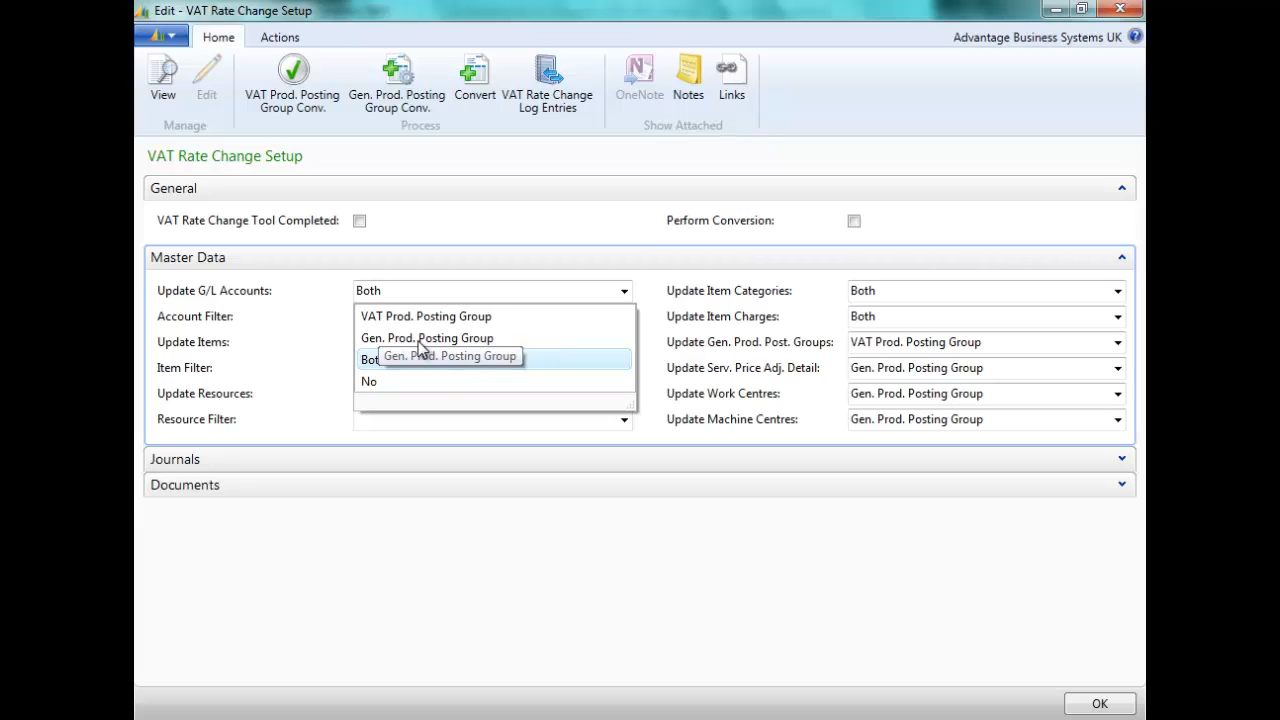 Edit - VAT Rate Change Setup
Home
Actions
Advantage Business Systems UK
View
Edit
VAT Prod. Posting Group Conv.
Gen. Prod. Posting Group Conv.
Convert
VAT Rate Change Log Entries
OneNote
Notes
Links
Manage
Process
Show Attached
VAT Rate Change Setup
General
VAT Rate Change Tool Completed:
Perform Conversion:
Master Data
Update G/L Accounts: Both
Update Item Categories: Both
Account Filter:
VAT Prod. Posting Group
Update Item Charges: Both
Gen. Prod. Posting Group
Update Items:
Update Gen. Prod. Post. Groups: VAT Prod. Posting Group
Gen. Prod. Posting Group
Item Filter:
Update Serv. Price Adj. Detail: Gen. Prod. Posting Group
No
Update Resources:
Update Work Centres: Gen. Prod. Posting Group
Resource Filter:
Update Machine Centres: Gen. Prod. Posting Group
Journals
Documents
OK